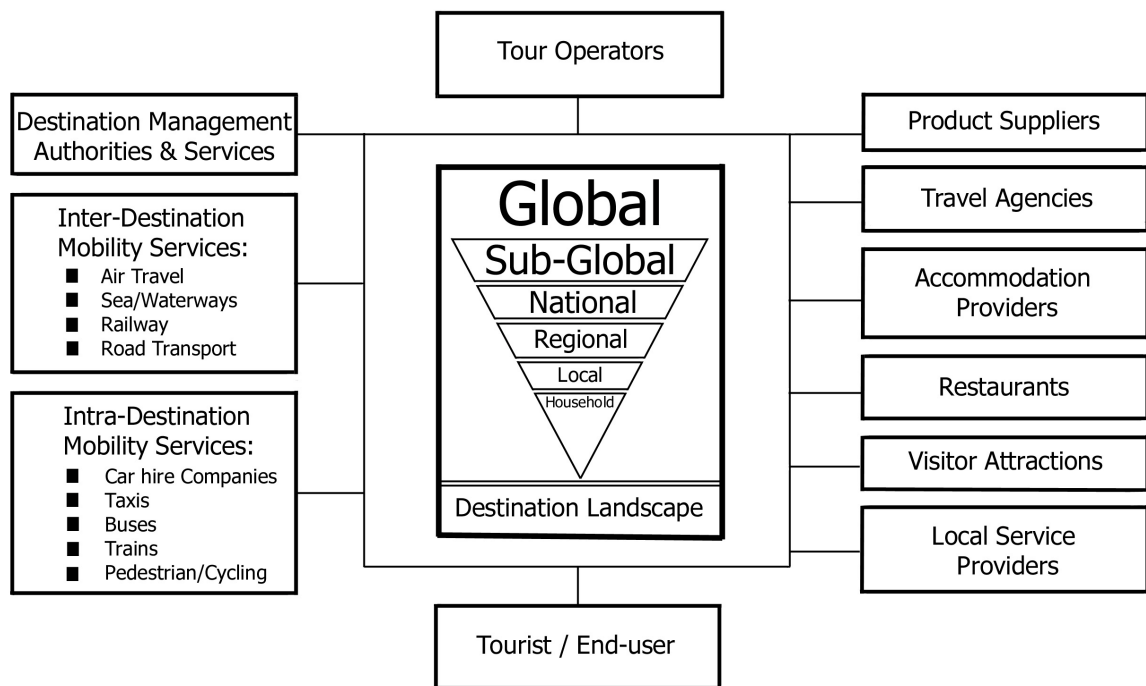 Tour Operators
Destination Management
Authorities & Services
Inter-Destination
Mobility Services:
■ Air Travel
■ Sea/Waterways
■ Railway
■ Road Transport
Intra-Destination
Mobility Services:
■ Car hire Companies
■ Taxis
■ Buses
■ Trains
■ Pedestrian/Cycling
Global
Sub-Global
National
Regional
Local
Household
Destination Landscape
Product Suppliers
Travel Agencies
Accommodation
Providers
Restaurants
Visitor Attractions
Local Service
Providers
Tourist / End-user